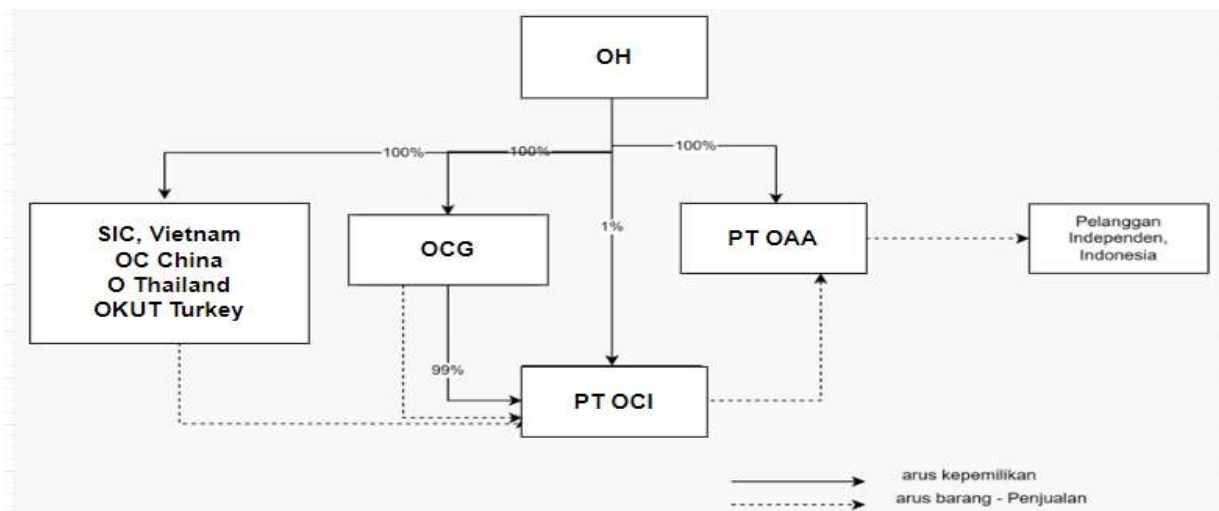 OH
100%
100%
100%
SIC, Vietnam
OC China
O Thailand
OKUT Turkey
OCG
1%
PT OAA
Pelanggan
Independen,
Indonesia
99%
PT OCI
arus kepemilikan
arus barang - Penjualan